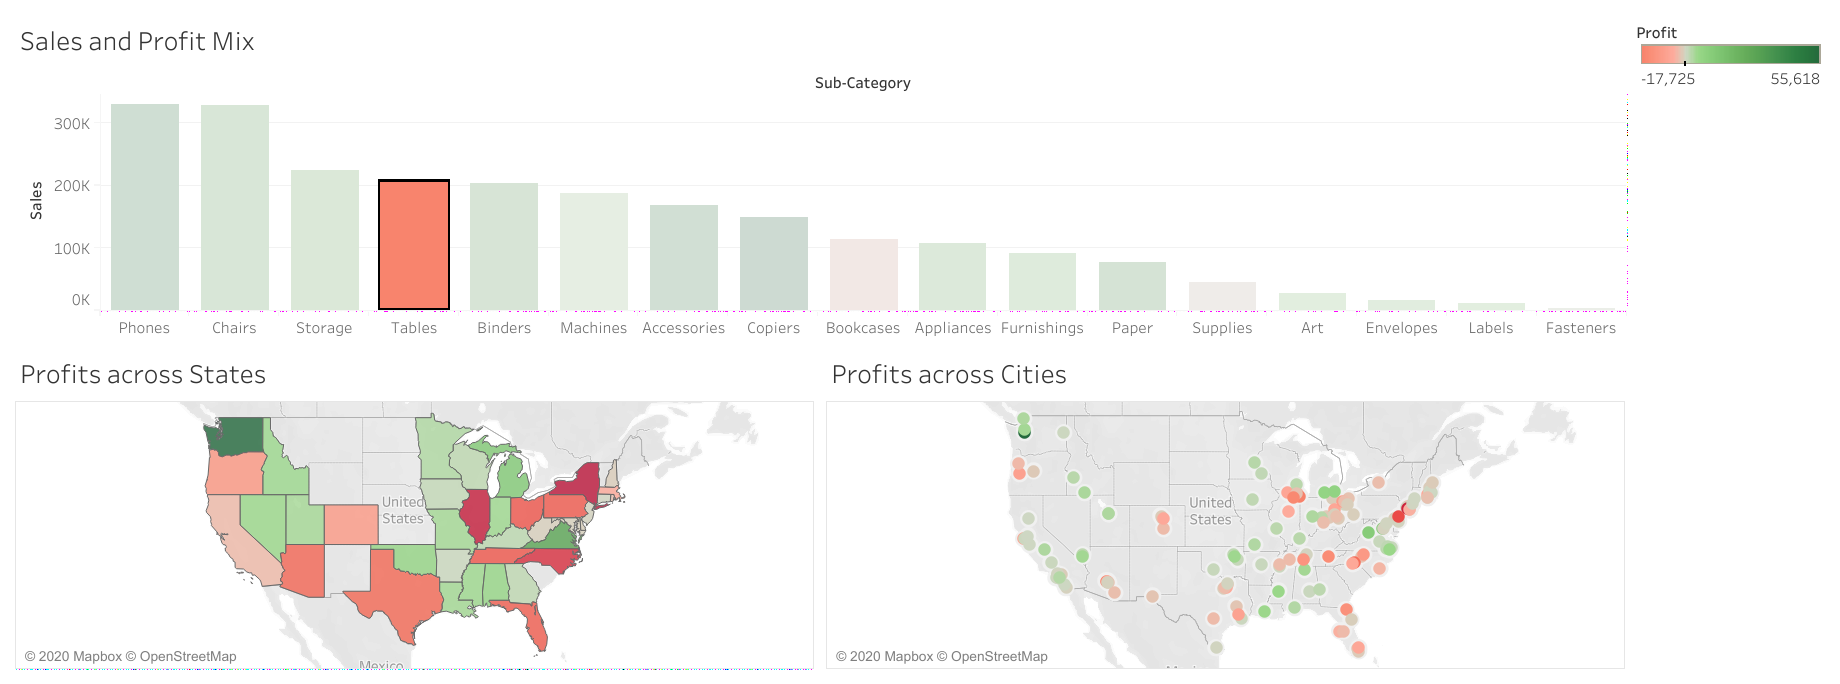 Sales and Profit Mix
Profit
-17,725 55,618
Sub-Category
Sales
300K
200K
100K
0K
Phones Chairs Storage Tables Binders Machines Accessories Copiers Bookcases Appliances Furnishings Paper Supplies Art Envelopes Labels Fasteners
Profits across States
United
States
Mexico
© 2020 Mapbox © OpenStreetMap
Profits across Cities
United
States
© 2020 Mapbox © OpenStreetMap